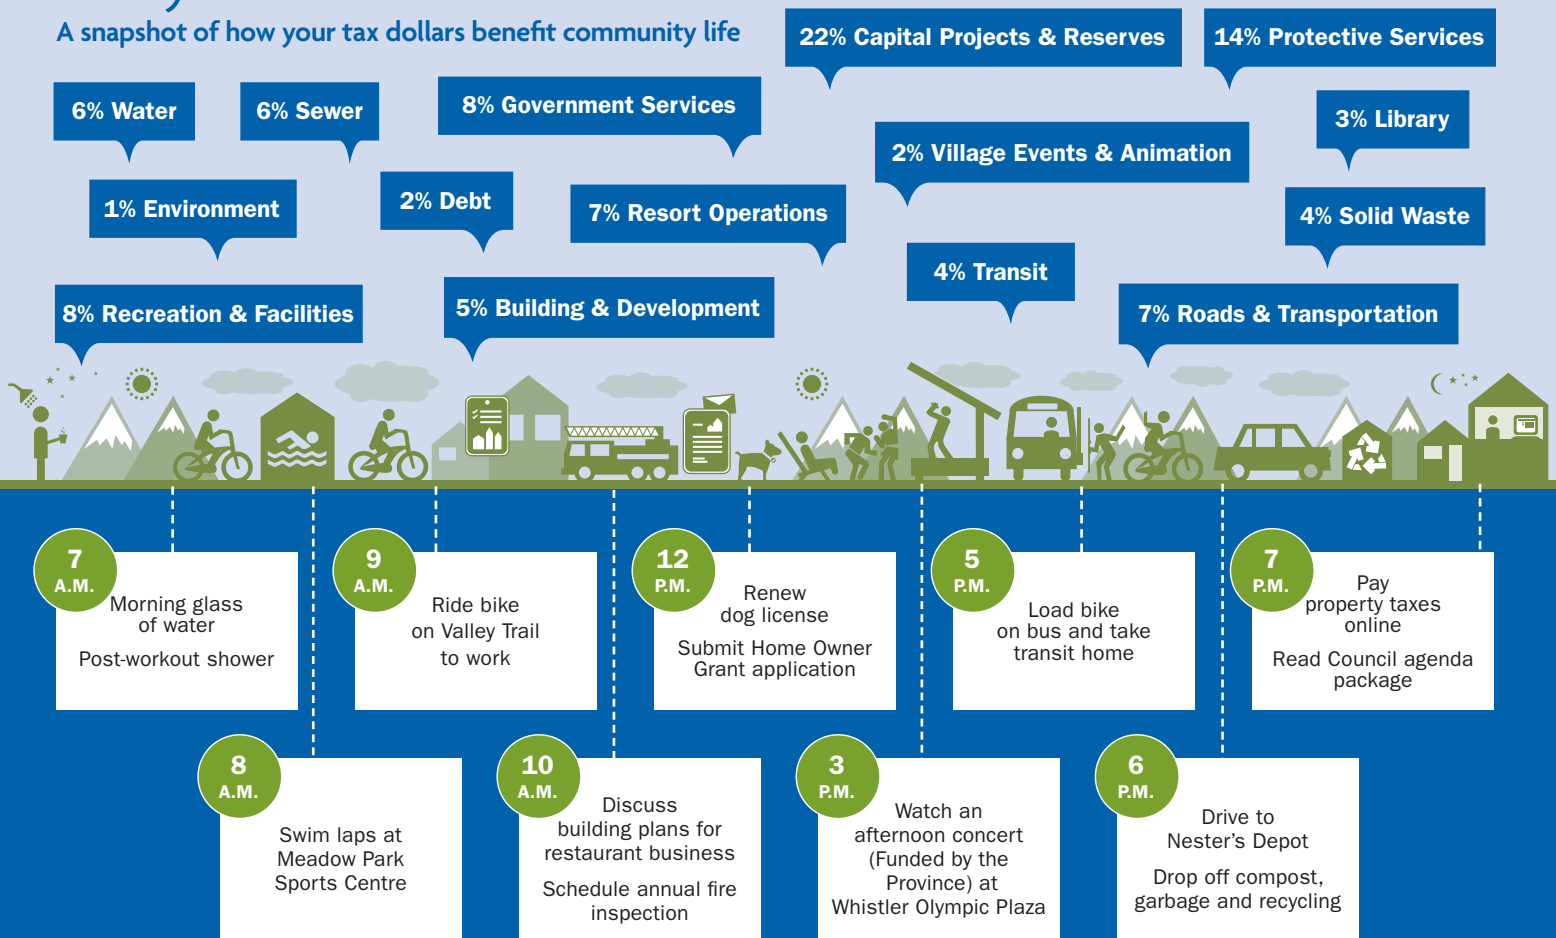 A snapshot of how your tax dollars benefit community life
22% Capital Projects & Reserves
14% Protective Services
6% Water
6% Sewer
8% Government Services
3% Library
2% Village Events & Animation
1% Environment
2% Debt
7% Resort Operations
4% Solid Waste
4% Transit
8% Recreation & Facilities
5% Building & Development
7% Roads & Transportation
7
A.M.
Morning glass
of water
Post-workout shower
8
A.M.
Swim laps at
Meadow Park
Sports Centre
9
A.M.
Ride bike
on Valley Trail
to work
10
A.M.
Discuss
building plans for
restaurant business
Schedule annual fire
inspection
12
P.M.
Renew
dog license
Submit Home Owner
Grant application
3
P.M.
Watch an
afternoon concert
(Funded by the
Province) at
Whistler Olympic Plaza
5
P.M.
Load bike
on bus and take
transit home
6
P.M.
Drive to
Nester's Depot
Drop off compost,
garbage and recycling
7
P.M.
Pay
property taxes
online
Read Council agenda
package